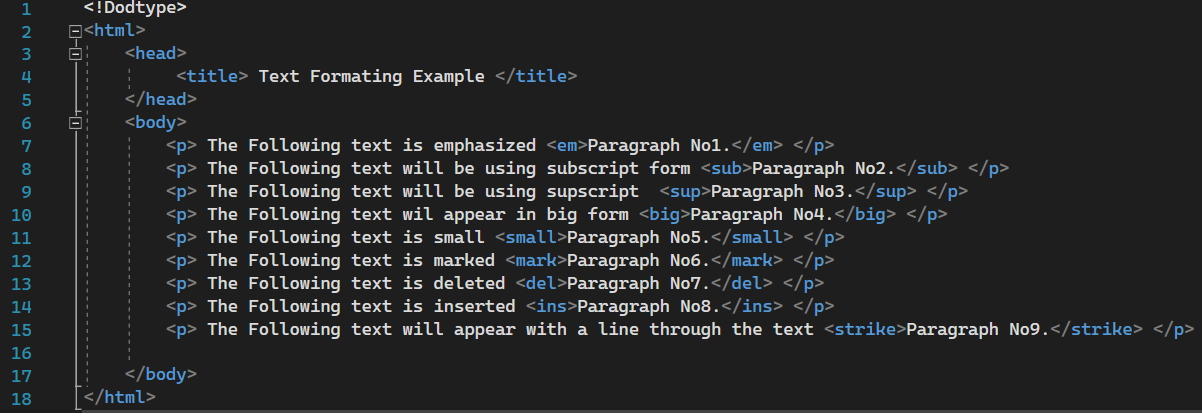 1 <!Dodtype>
2 <html>
3 <head>
4 <title> Text Formating Example </title>
5 </head>
6 <body>
7 <p> The Following text is emphasized <em>Paragraph No1.</em> </p>
8 <p> The Following text will be using subscript form <sub>Paragraph No2.</sub> </p>
9 <p> The Following text will be using supscript  <sup>Paragraph No3.</sup> </p>
10 <p> The Following text wil appear in big form <big>Paragraph No4.</big> </p>
11 <p> The Following text is small <small>Paragraph No5.</small> </p>
12 <p> The Following text is marked <mark>Paragraph No6.</mark> </p>
13 <p> The Following text is deleted <del>Paragraph No7.</del> </p>
14 <p> The Following text is inserted <ins>Paragraph No8.</ins> </p>
15 <p> The Following text will appear with a line through the text <strike>Paragraph No9.</strike> </p>
16
17 </body>
18 </html>